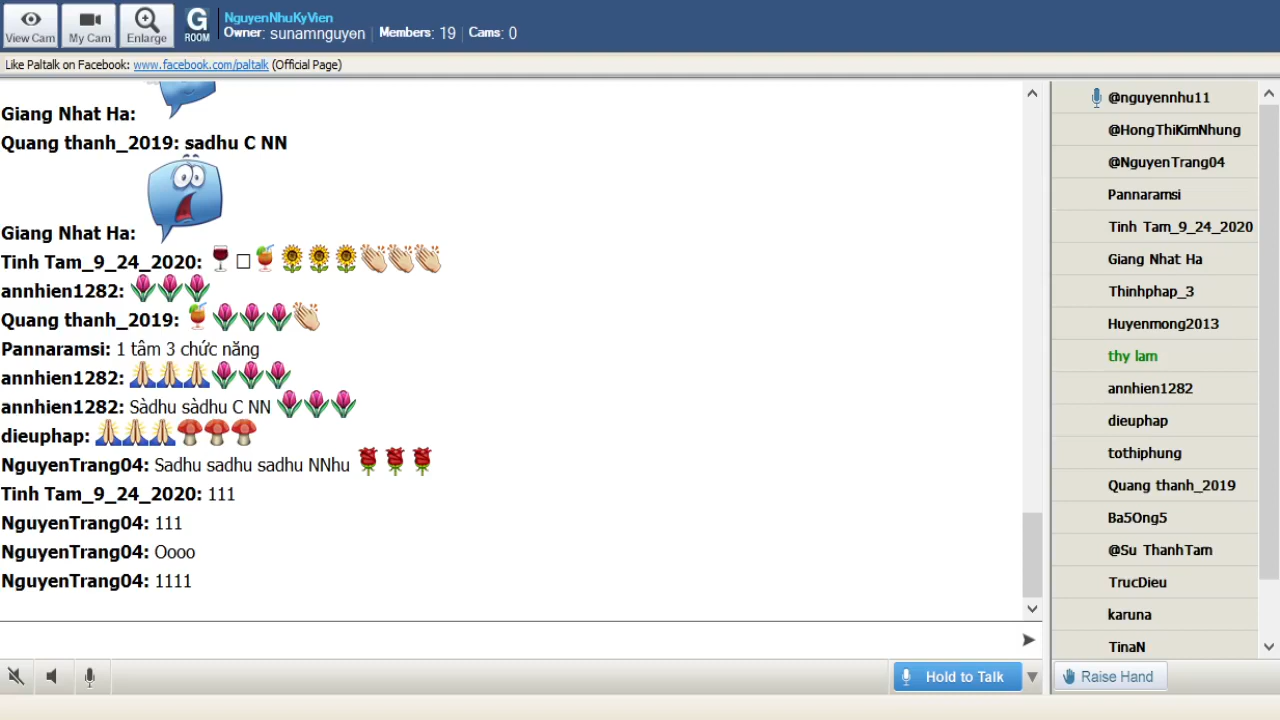 View Cam
My Cam
Enlarge
G ROOM
NguyenNhuKyVien
Owner: sunamnguyen Members: 19 Cams: 0
Like Paltalk on Facebook: www.facebook.com/paltalk (Official Page)
Giang Nhat Ha:
Quang thanh_2019: sadhu C NN
Giang Nhat Ha:
Tinh Tam_9_24_2020: 🍷□🍹🌻🌻🌻👏👏👏
annhien1282: 🌷🌷🌷
Quang thanh_2019: 🍹🌷🌷🌷👏
Pannaramsi: 1 tâm 3 chức năng
annhien1282: 🙏🙏🙏🌷🌷🌷
annhien1282: Sàdhu sàdhu C NN 🌷🌷🌷
dieuphap: 🙏🙏🙏🍄🍄🍄
NguyenTrang04: Sadhu sadhu sadhu NNhu 🌹🌹🌹
Tinh Tam_9_24_2020: 111
NguyenTrang04: 111
NguyenTrang04: Oooo
NguyenTrang04: 1111
Hold to Talk
@nguyennhu11
@HongThiKimNhung
@NguyenTrang04
Pannaramsi
Tinh Tam_9_24_2020
Giang Nhat Ha
Thinhphap_3
Huyenmong2013
thy lam
annhien1282
dieuphap
tothiphung
Quang thanh_2019
Ba5Ong5
@Su ThanhTam
TrucDieu
karuna
TinaN
Raise Hand